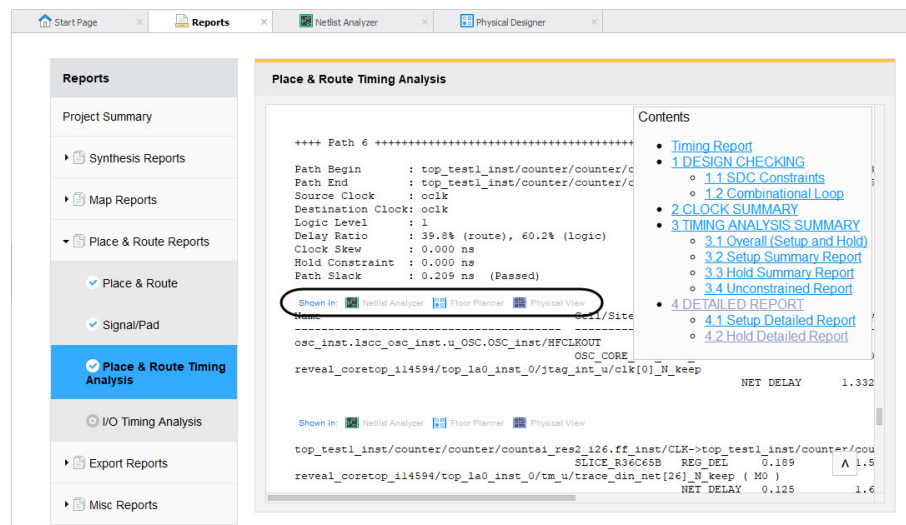 Start Page
Reports
Netlist Analyzer
Physical Designer
Reports
Project Summary
Synthesis Reports
Map Reports
Place & Route Reports
Place & Route
Signal/Pad
Place & Route Timing
Analysis
I/O Timing Analysis
Export Reports
Misc Reports
Place & Route Timing Analysis
++++ Path 6 ++++++++++++++++++++++++++++++++++++++
Path Begin : top_test1_inst/counter/counter/c
Path End : top_test1_inst/counter/counter/c
Source Clock : oclk
Destination Clock: oclk
Logic Level : 1
Delay Ratio : 39.8% (route), 60.2% (logic)
Clock Skew : 0.000 ns
Hold Constraint : 0.000 ns
Path Slack : 0.209 ns (Passed)
Shown in: Netlist Analyzer Floor Planner Physical View
Name Cell/Site
osc_inst.lscc_osc_inst.u_OSC.OSC_inst/HFCLKOUT
OSC_CORE
reveal_coretop_i14594/top_la0_inst_0/jtag_int_u/clk[0]_N_keep
NET DELAY 1.332
Shown in: Netlist Analyzer Floor Planner Physical View
top_test1_inst/counter/counter/countai_res2_i26.ff_inst/CLK->top_test1_inst/counter/cou
SLICE_R36C65B REG_DEL 0.189 1.5
reveal_coretop_i14594/top_la0_inst_0/tm_u/trace_din_net[26]_N_keep ( M0 )
NET DELAY 0.125 1.6
Contents
Timing Report
1 DESIGN CHECKING
1.1 SDC Constraints
1.2 Combinational Loop
2 CLOCK SUMMARY
3 TIMING ANALYSIS SUMMARY
3.1 Overall (Setup and Hold)
3.2 Setup Summary Report
3.3 Hold Summary Report
3.4 Unconstrained Report
4 DETAILED REPORT
4.1 Setup Detailed Report
4.2 Hold Detailed Report